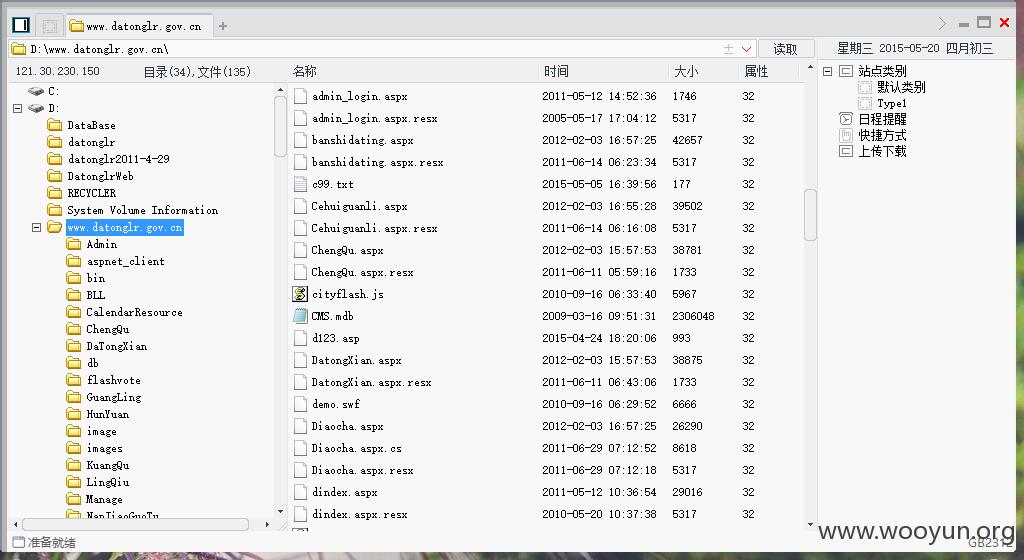 www.datonglr.gov.cn
D:\www.datonglr.gov.cn\ 读取 星期三 2015-05-20 四月初三
121.30.230.150 目录(34),文件(135) 名称 时间 大小 属性
C:
D:
DataBase
datonglr
datonglr2011-4-29
DatonglrWeb
RECYCLER
System Volume Information
www.datonglr.gov.cn
Admin
aspnet_client
bin
BLL
CalendarResource
ChengQu
DaTongXian
db
flashvote
GuangLing
HunYuan
image
images
KuangQu
LingQiu
Manage
NanJiaoGuTu
admin_login.aspx 2011-05-12 14:52:36 1746 32
admin_login.aspx.resx 2005-05-17 17:04:12 5317 32
banshidating.aspx 2012-02-03 16:57:25 42657 32
banshidating.aspx.resx 2011-06-14 06:23:34 5317 32
c99.txt 2015-05-05 16:39:56 177 32
Cehuiguanli.aspx 2012-02-03 16:55:28 39502 32
Cehuiguanli.aspx.resx 2011-06-14 06:16:08 5317 32
ChengQu.aspx 2012-02-03 15:57:53 38781 32
ChengQu.aspx.resx 2011-06-11 05:59:16 1733 32
cityflash.js 2010-09-16 06:33:40 5967 32
CMS.mdb 2009-03-16 09:51:31 2306048 32
d123.asp 2015-04-24 18:20:06 993 32
DatongXian.aspx 2012-02-03 15:57:53 38875 32
DatongXian.aspx.resx 2011-06-11 06:43:06 1733 32
demo.swf 2010-09-16 06:29:52 6666 32
Diaocha.aspx 2012-02-03 16:57:25 26290 32
Diaocha.aspx.cs 2011-06-29 07:12:52 8618 32
Diaocha.aspx.resx 2011-06-29 07:12:18 5317 32
dindex.aspx 2011-05-12 10:36:54 29016 32
dindex.aspx.resx 2010-05-20 10:37:38 5317 32
站点类别
默认类别
Type1
日程提醒
快捷方式
上传下载
准备就绪
GB2312
www.wooyun.org